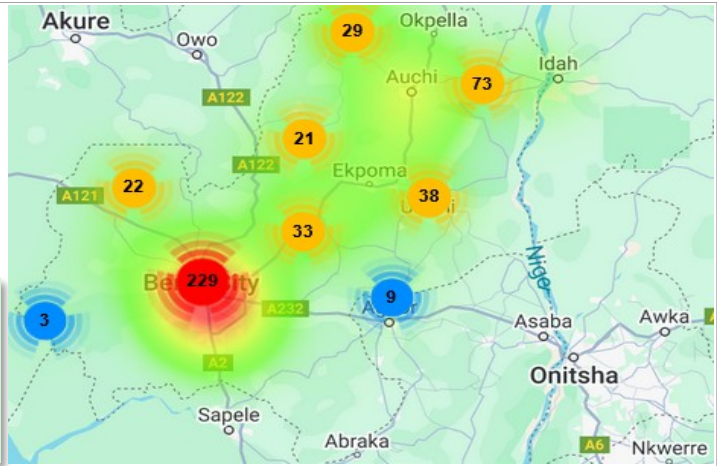 29
Okpella
Akure
Owo
Auchi
73
Idah
A122
21
A122
Ekpoma
A121
22
38
33
229
9
A232
3
Asaba
Awka
A2
Onitsha
Sapele
Abraka
A6
Nkwerre